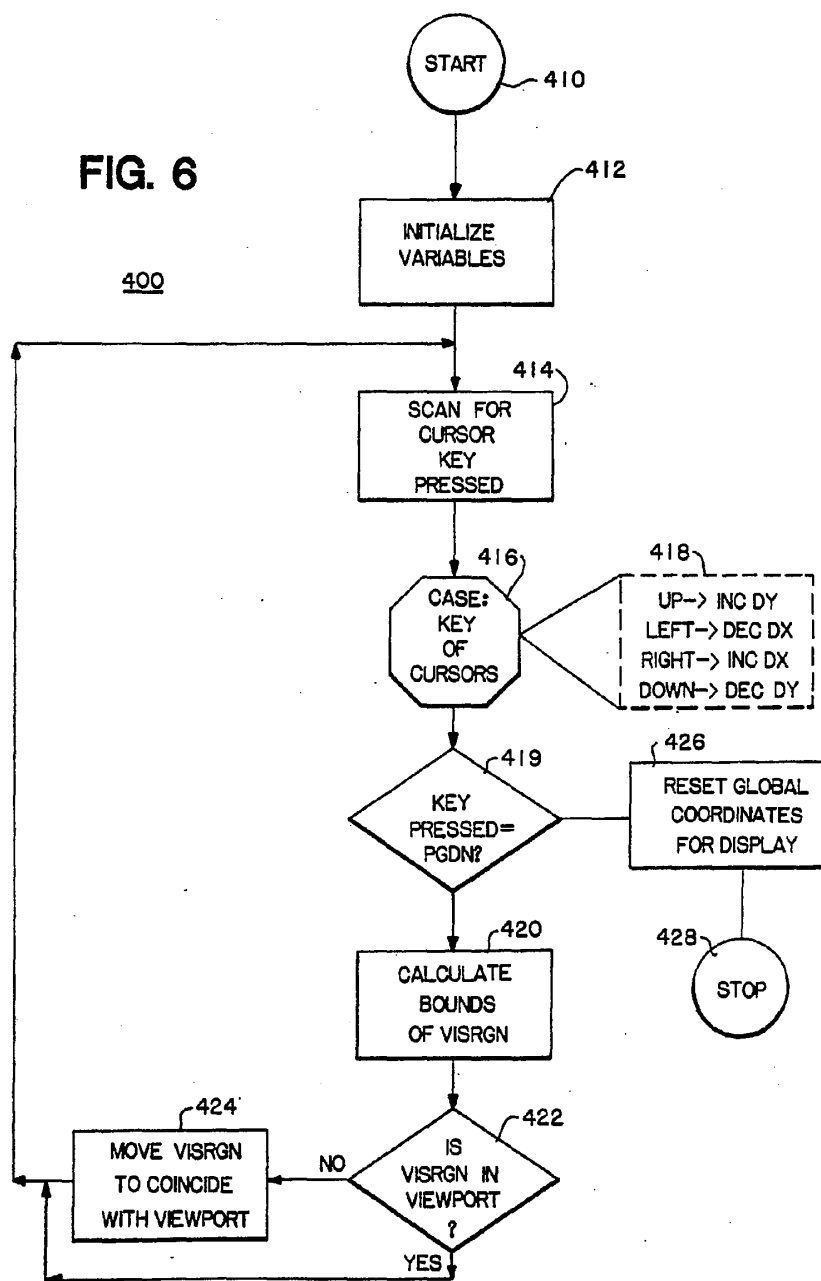 START
410
FIG. 6
412
INITIALIZE
VARIABLES
400
414
SCAN FOR
CURSOR
KEY
PRESSED
416
CASE:
KEY
OF
CURSORS
418
UP-> INC DY
LEFT-> DEC DX
RIGHT-> INC DX
DOWN-> DEC DY
419
KEY
PRESSED=
PGDN?
426
RESET GLOBAL
COORDINATES
FOR DISPLAY
420
CALCULATE
BOUNDS
OF VISRGN
428
STOP
422
IS
VISRGN IN
VIEWPORT
?
NO
424
MOVE VISRGN
TO COINCIDE
WITH VIEWPORT
YES